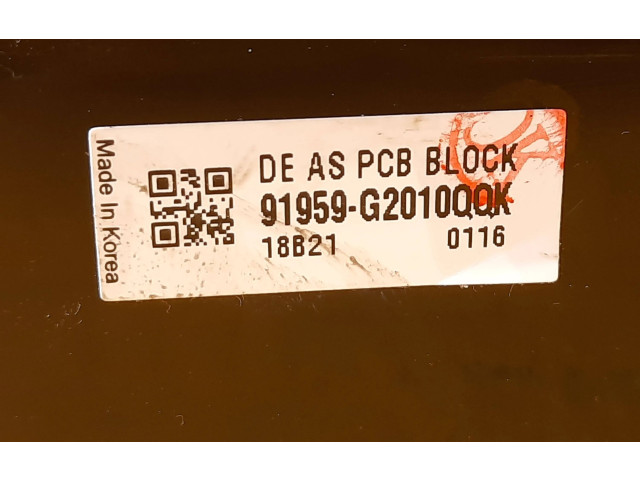 Made In Korea
DE AS PCB BLOCK
91959-G2010QQK
18B21 0116